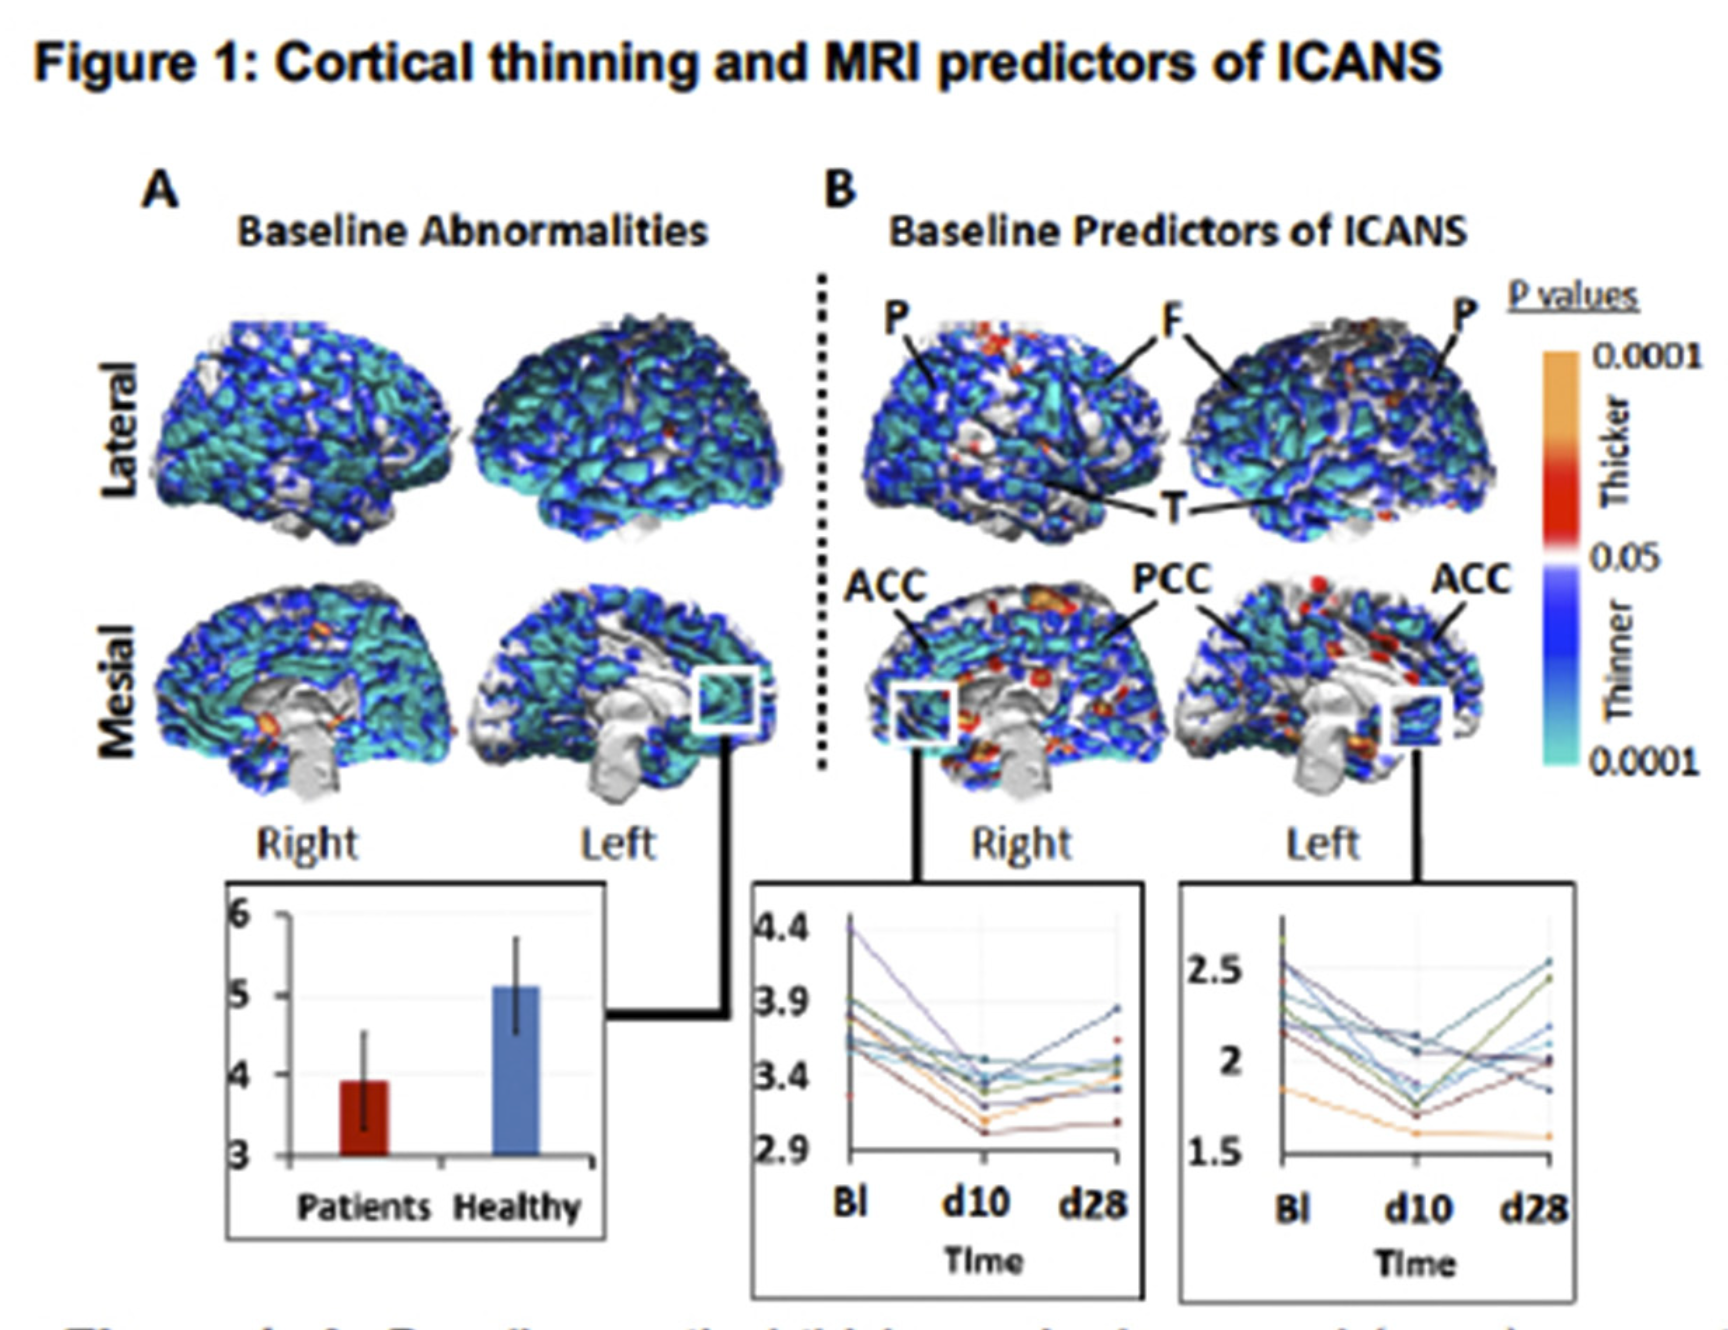 Figure 1: Cortical thinning and MRI predictors of ICANS
A
Baseline Abnormalities
B
Baseline Predictors of ICANS
P values
P
F
P
0.0001
Thicker
0.05
Thinner
0.0001
Lateral
T
ACC
PCC
ACC
Mesial
Right
Left
Right
Left
6
5
4
3
Patients
Healthy
4.4
3.9
3.4
2.9
Bl
d10
d28
Time
2.5
2
1.5
Bl
d10
d28
Time